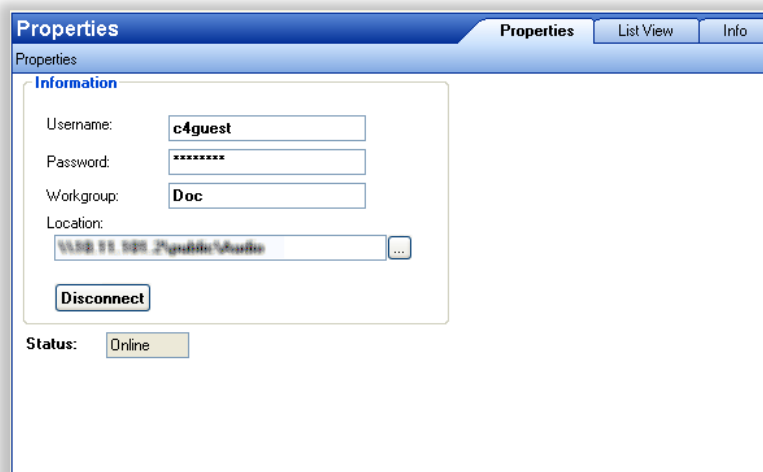 Properties
Properties List View Info
Properties
Information
Username: c4guest
Password: ********
Workgroup: Doc
Location:
...
Disconnect
Status: Online